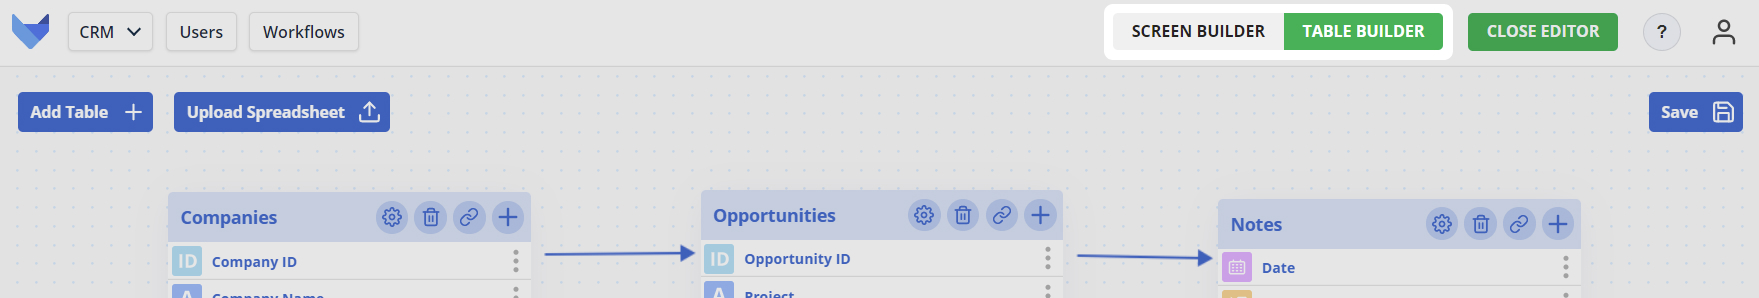 CRM
Users
Workflows
SCREEN BUILDER
TABLE BUILDER
CLOSE EDITOR
?
Add Table
Upload Spreadsheet
Save
Companies
ID Company ID
A Company Name
Opportunities
ID Opportunity ID
A Project
Notes
Date